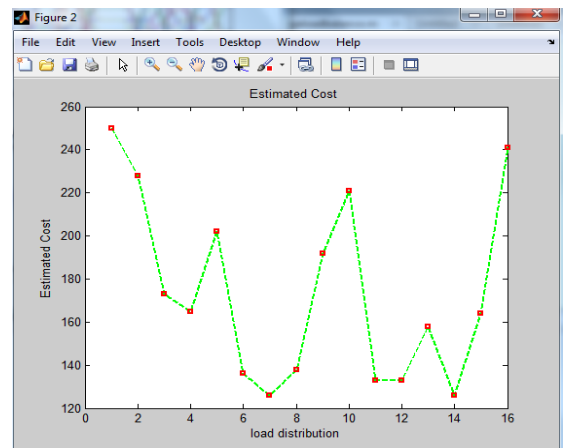 Figure 2
File Edit View Insert Tools Desktop Window Help
Estimated Cost
260
240
220
200
180
160
140
120
Estimated Cost
0 2 4 6 8 10 12 14 16
load distribution